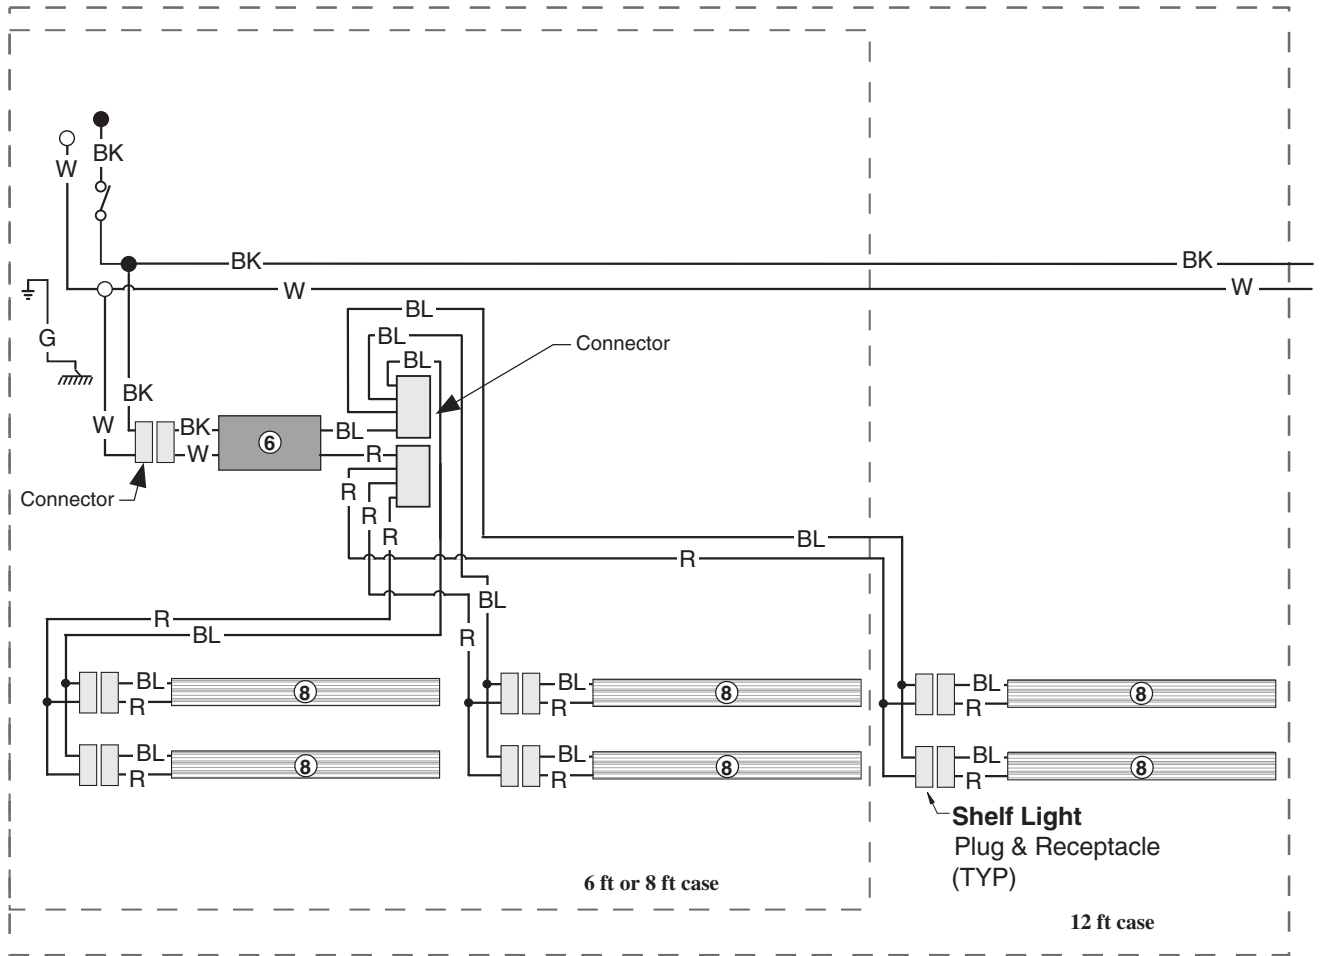 BK
W
BK
BK
W
W
BL
BL
Connector
BL
G
BK
W
BK
BL
6
W
R
Connector
R
R
R
BL
BL
R
BL
R
R
BL
BL
8
BL
8
BL
8
R
R
R
BL
8
BL
8
BL
8
R
R
R
Shelf Light
Plug & Receptacle
(TYP)
6 ft or 8 ft case
12 ft case